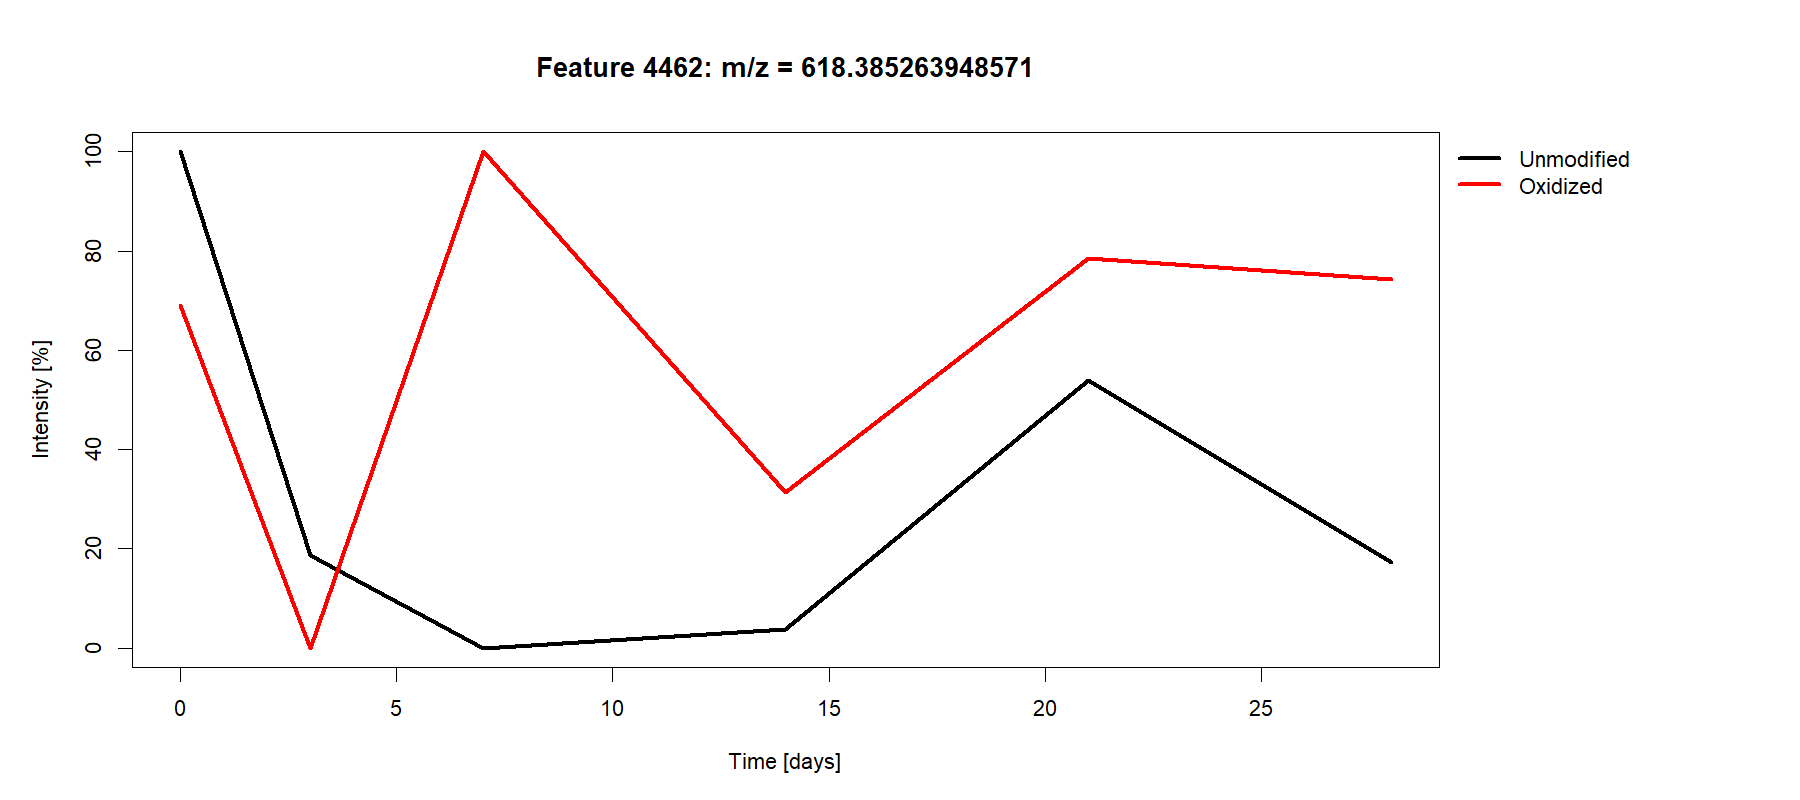 Feature 4462: m/z = 618.385263948571
Unmodified
Oxidized
Intensity [%]
100
80
60
40
20
0
0 5 10 15 20 25
Time [days]